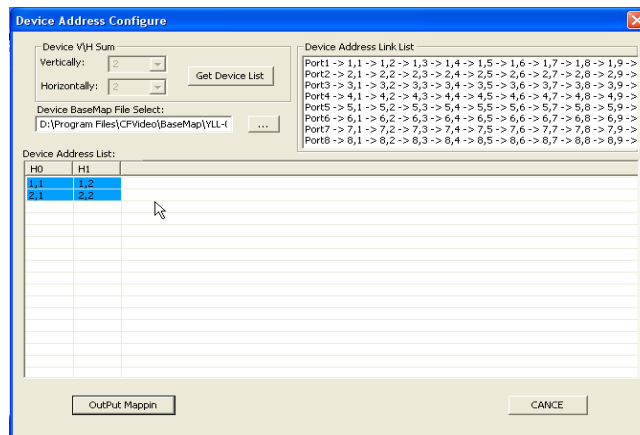 Device Address Configure
Device V\H Sum
Vertically: 2
Horizontally: 2
Get Device List
Device BaseMap File Select:
D:\Program Files\CFVideo\BaseMap\YLL-(
...
Device Address Link List
Port1 -> 1,1 -> 1,2 -> 1,3 -> 1,4 -> 1,5 -> 1,6 -> 1,7 -> 1,8 -> 1,9 ->
Port2 -> 2,1 -> 2,2 -> 2,3 -> 2,4 -> 2,5 -> 2,6 -> 2,7 -> 2,8 -> 2,9 ->
Port3 -> 3,1 -> 3,2 -> 3,3 -> 3,4 -> 3,5 -> 3,6 -> 3,7 -> 3,8 -> 3,9 ->
Port4 -> 4,1 -> 4,2 -> 4,3 -> 4,4 -> 4,5 -> 4,6 -> 4,7 -> 4,8 -> 4,9 ->
Port5 -> 5,1 -> 5,2 -> 5,3 -> 5,4 -> 5,5 -> 5,6 -> 5,7 -> 5,8 -> 5,9 ->
Port6 -> 6,1 -> 6,2 -> 6,3 -> 6,4 -> 6,5 -> 6,6 -> 6,7 -> 6,8 -> 6,9 ->
Port7 -> 7,1 -> 7,2 -> 7,3 -> 7,4 -> 7,5 -> 7,6 -> 7,7 -> 7,8 -> 7,9 ->
Port8 -> 8,1 -> 8,2 -> 8,3 -> 8,4 -> 8,5 -> 8,6 -> 8,7 -> 8,8 -> 8,9 ->
Device Address List:
H0 H1
1,1 1,2
2,1 2,2
OutPut Mappin
CANCE